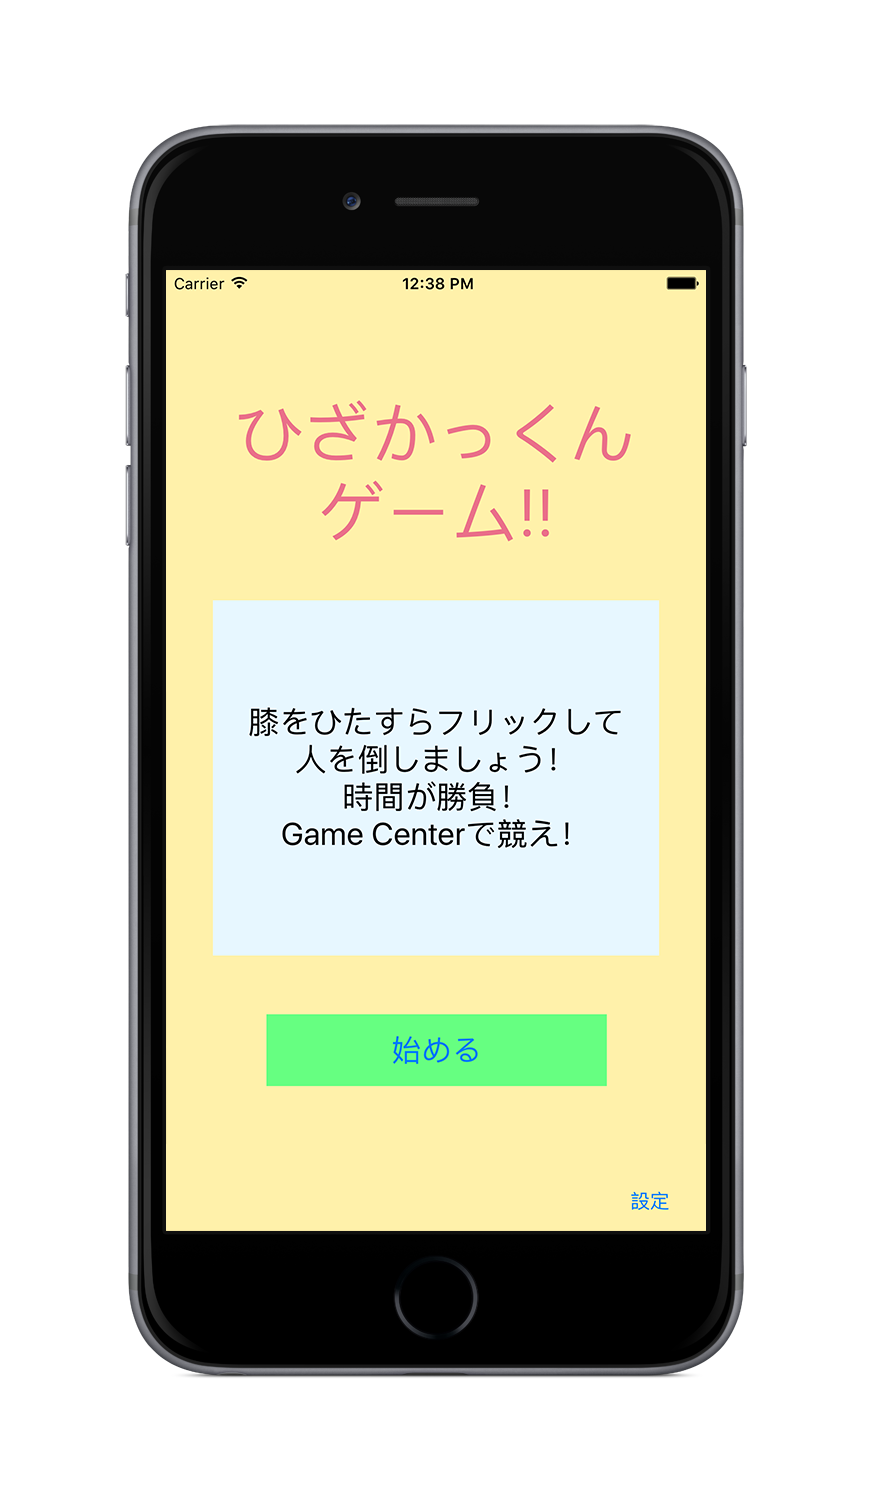 Carrier 12:38 PM
ひざかっくん
ゲーム!!
膝をひたすらフリックして
人を倒しましょう！
時間が勝負！
Game Centerで競え！
始める
設定